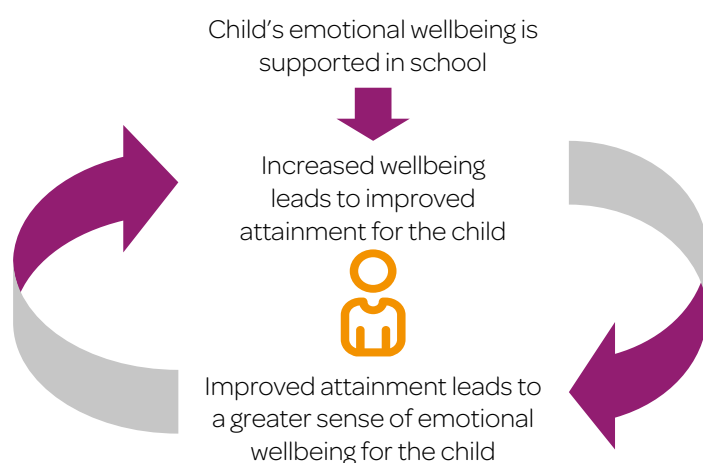 Child’s emotional wellbeing is
supported in school
Increased wellbeing
leads to improved
attainment for the child
Improved attainment leads to
a greater sense of emotional
wellbeing for the child